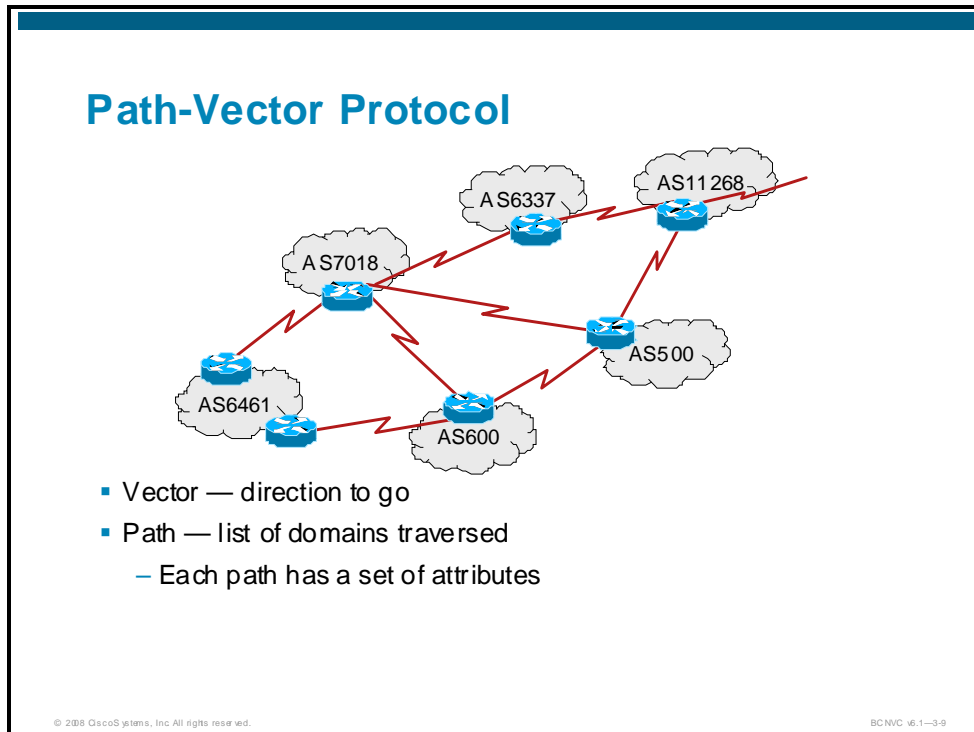 Path-Vector Protocol
AS6337
AS11268
AS7018
AS500
AS6461
AS600
▪ Vector — direction to go
▪ Path — list of domains traversed
– Each path has a set of attributes
© 2008 Cisco Systems, Inc. All rights reserved.
BCNVC v6.1—3-9